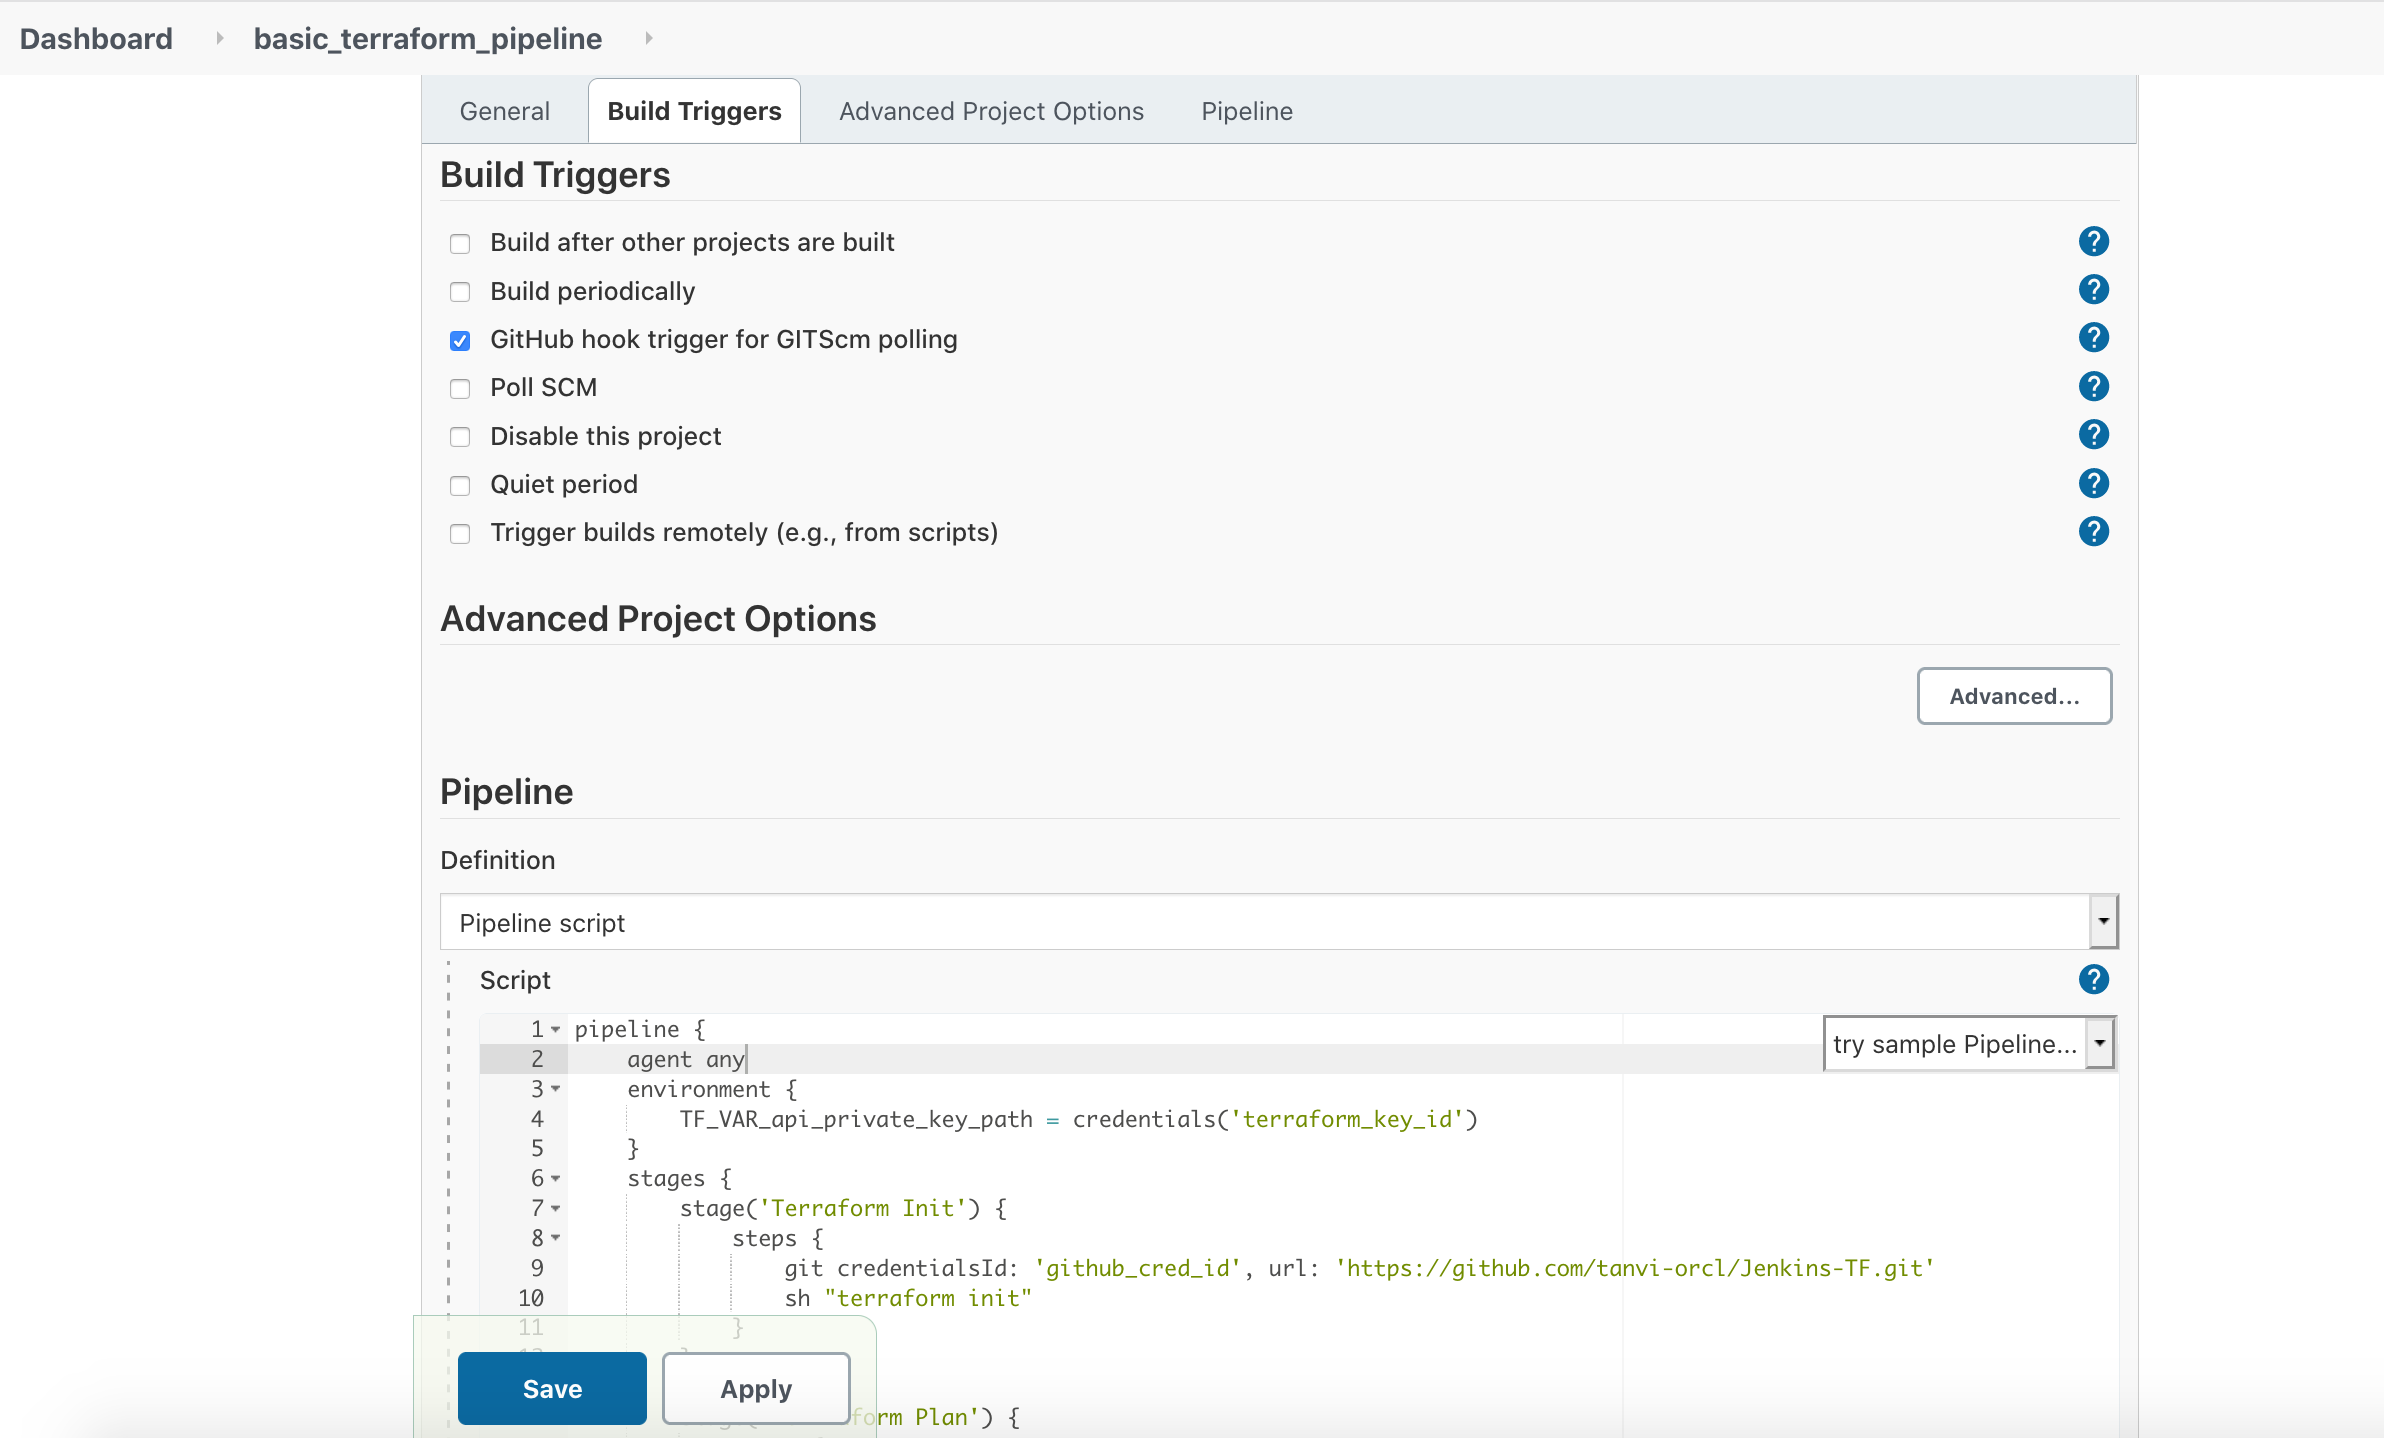 Dashboard basic_terraform_pipeline
General Build Triggers Advanced Project Options Pipeline
Build Triggers
Build after other projects are built ?
Build periodically ?
GitHub hook trigger for GITScm polling ?
Poll SCM ?
Disable this project ?
Quiet period ?
Trigger builds remotely (e.g., from scripts) ?
Advanced Project Options
Advanced...
Pipeline
Definition
Pipeline script
Script ?
1 pipeline {
try sample Pipeline...
2 agent any
3 environment {
4 TF_VAR_api_private_key_path = credentials('terraform_key_id')
5 }
6 stages {
7 stage('Terraform Init') {
8 steps {
9 git credentialsId: 'github_cred_id', url: 'https://github.com/tanvi-orcl/Jenkins-TF.git'
10 sh "terraform init"
11 }
Save Apply
form Plan') {